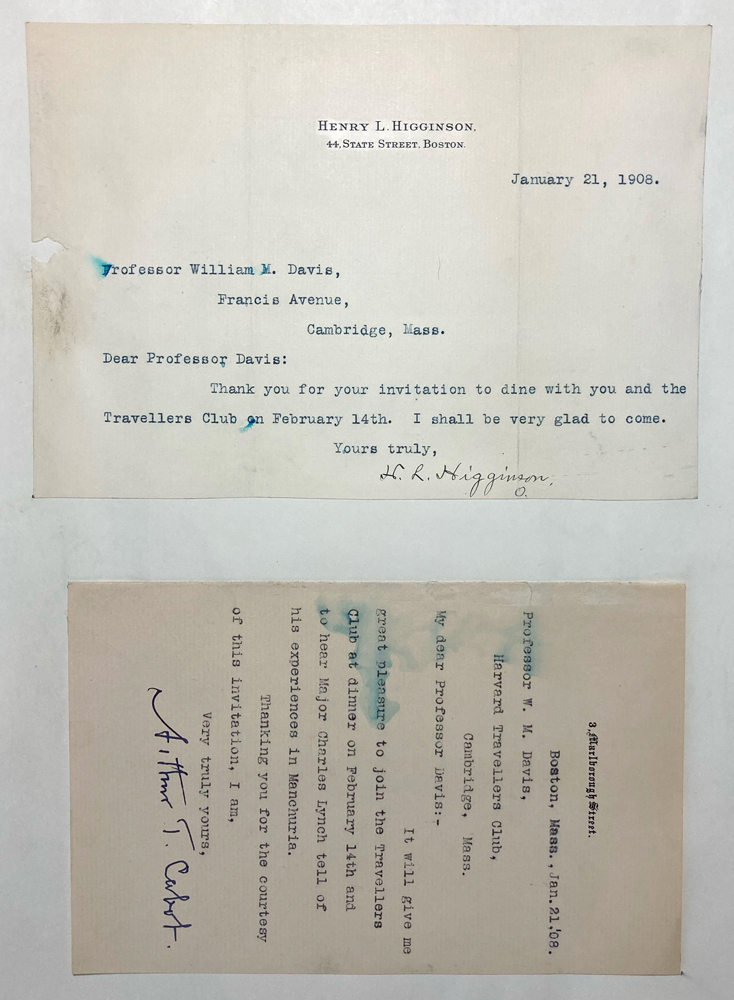 HENRY L. HIGGINSON,
44, STATE STREET, BOSTON.
January 21, 1908.
Professor William M. Davis,
Francis Avenue,
Cambridge, Mass.
Dear Professor Davis:
Thank you for your invitation to dine with you and the
Travellers Club on February 14th. I shall be very glad to come.
Yours truly,
H. L. Higginson,
O.
3, Marlborough Street.
Boston, Mass., Jan. 21, '08.
Professor W. M. Davis,
Harvard Travellers Club,
Cambridge, Mass.
My dear Professor Davis:-
It will give me
great pleasure to join the Travellers
Club at dinner on February 14th and
to hear Major Charles Lynch tell of
his experiences in Manchuria.
Thanking you for the courtesy
of this invitation, I am,
Very truly yours,
Arthur T. Cabot.